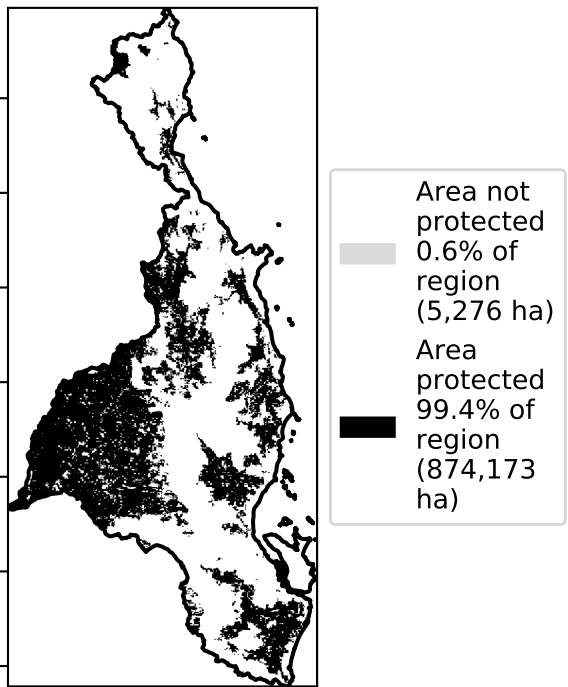 Area not
protected
0.6% of
region
(5,276 ha)
Area
protected
99.4% of
region
(874,173
ha)